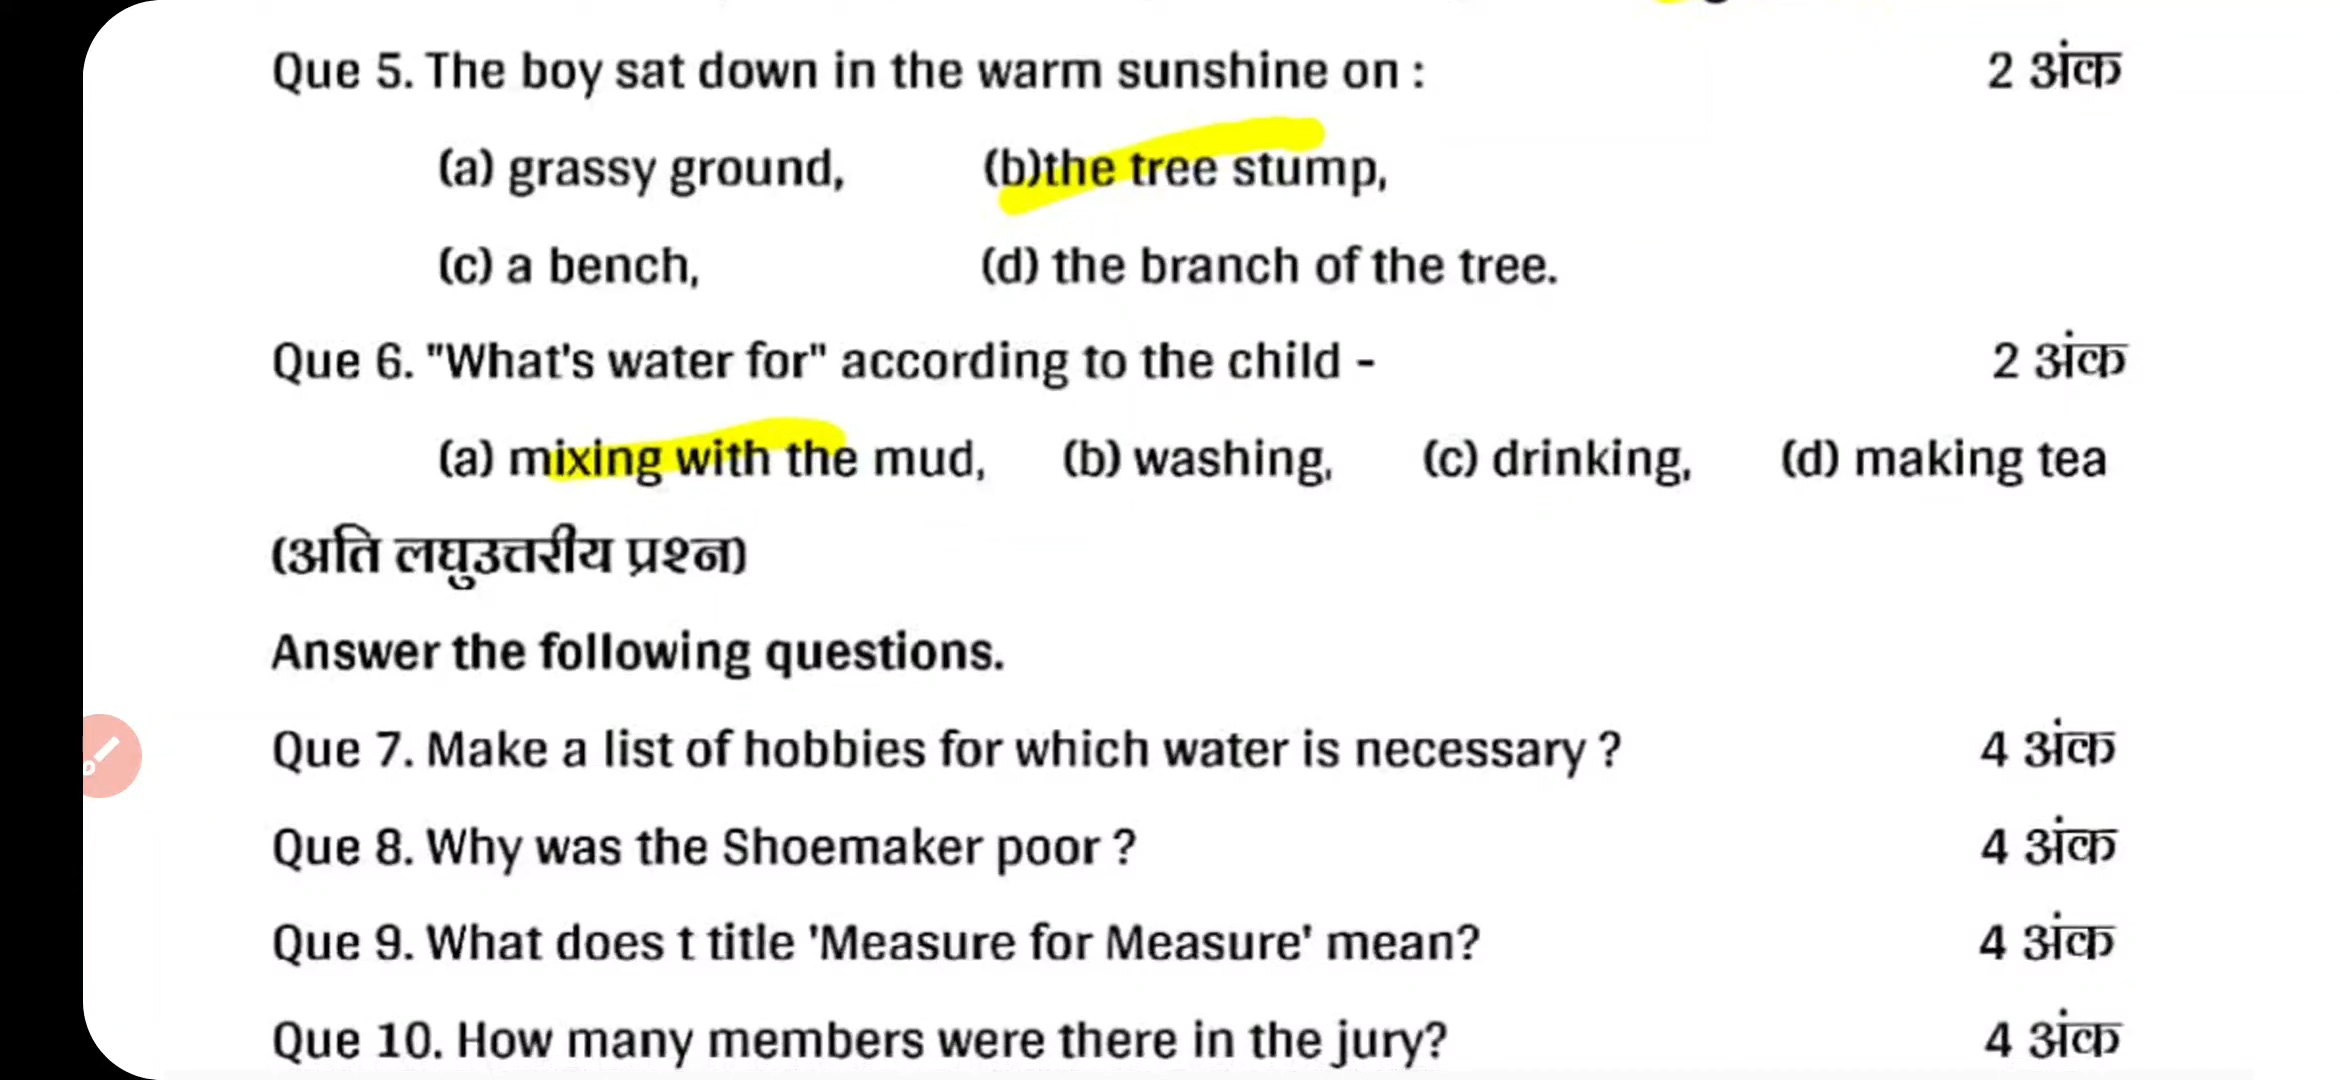 Que 5. The boy sat down in the warm sunshine on : 2 अंक
(a) grassy ground, (b)the tree stump,
(c) a bench, (d) the branch of the tree.
Que 6. "What's water for" according to the child - 2 अंक
(a) mixing with the mud, (b) washing, (c) drinking, (d) making tea
(अति लघुउत्तरीय प्रश्न)
Answer the following questions.
Que 7. Make a list of hobbies for which water is necessary ? 4 अंक
Que 8. Why was the Shoemaker poor ? 4 अंक
Que 9. What does t title 'Measure for Measure' mean? 4 अंक
Que 10. How many members were there in the jury? 4 अंक